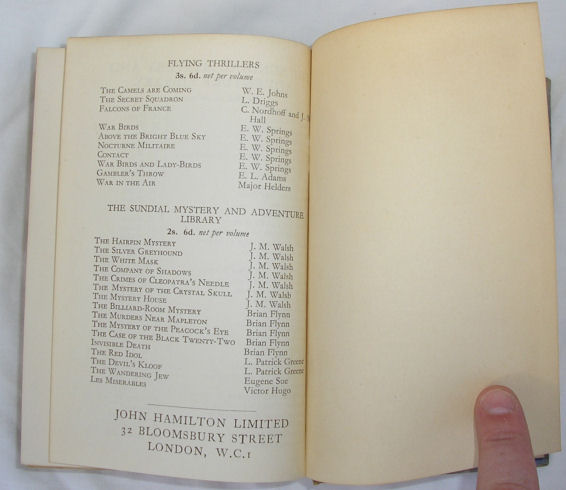 FLYING THRILLERS
3s. 6d. net per volume
THE CAMELS ARE COMING W. E. Johns
THE SECRET SQUADRON L. Driggs
FALCONS OF FRANCE C. Nordhoff and J.
Hall
WAR BIRDS E. W. Springs
ABOVE THE BRIGHT BLUE SKY E. W. Springs
NOCTURNE MILITAIRE E. W. Springs
CONTACT E. W. Springs
WAR BIRDS AND LADY-BIRDS E. W. Springs
GAMBLER'S THROW E. L. Adams
WAR IN THE AIR Major Helders
THE SUNDIAL MYSTERY AND ADVENTURE
LIBRARY
2s. 6d. net per volume
THE HAIRPIN MYSTERY J. M. Walsh
THE SILVER GREYHOUND J. M. Walsh
THE WHITE MASK J. M. Walsh
THE COMPANY OF SHADOWS J. M. Walsh
THE CRIMES OF CLEOPATRA'S NEEDLE J. M. Walsh
THE MYSTERY OF THE CRYSTAL SKULL J. M. Walsh
THE MYSTERY HOUSE J. M. Walsh
THE BILLIARD-ROOM MYSTERY Brian Flynn
THE MURDERS NEAR MAPLETON Brian Flynn
THE MYSTERY OF THE PEACOCK'S EYE Brian Flynn
THE CASE OF THE BLACK TWENTY-TWO Brian Flynn
INVISIBLE DEATH Brian Flynn
THE RED IDOL L. Patrick Greene
THE DEVIL'S KLOOF L. Patrick Greene
THE WANDERING JEW Eugene Sue
LES MISERABLES Victor Hugo
JOHN HAMILTON LIMITED
32 BLOOMSBURY STREET
LONDON, W.C.1